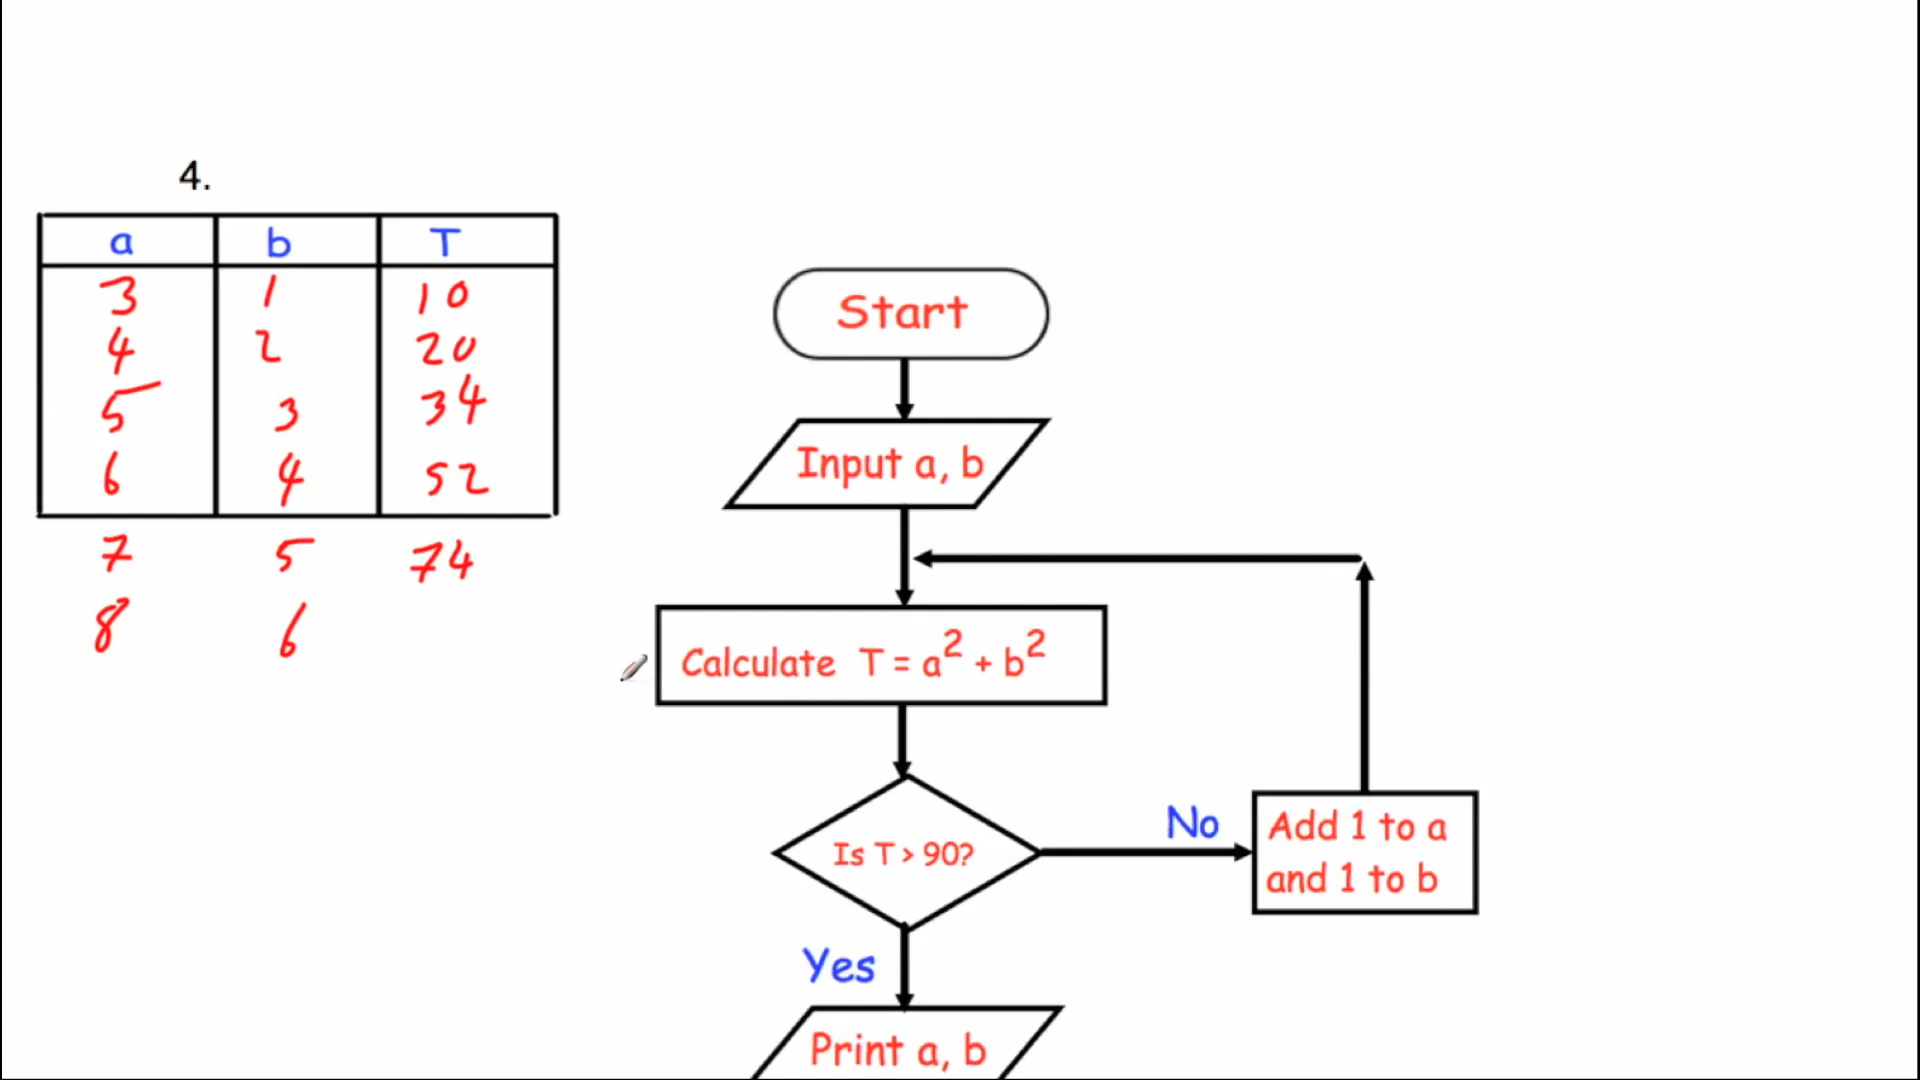 4.
a b T
3 1 10
4 2 20
5 3 34
6 4 52
7 5 74
8 6
Start
Input a, b
Calculate T = a² + b²
Is T > 90?
No
Add 1 to a
and 1 to b
Yes
Print a, b